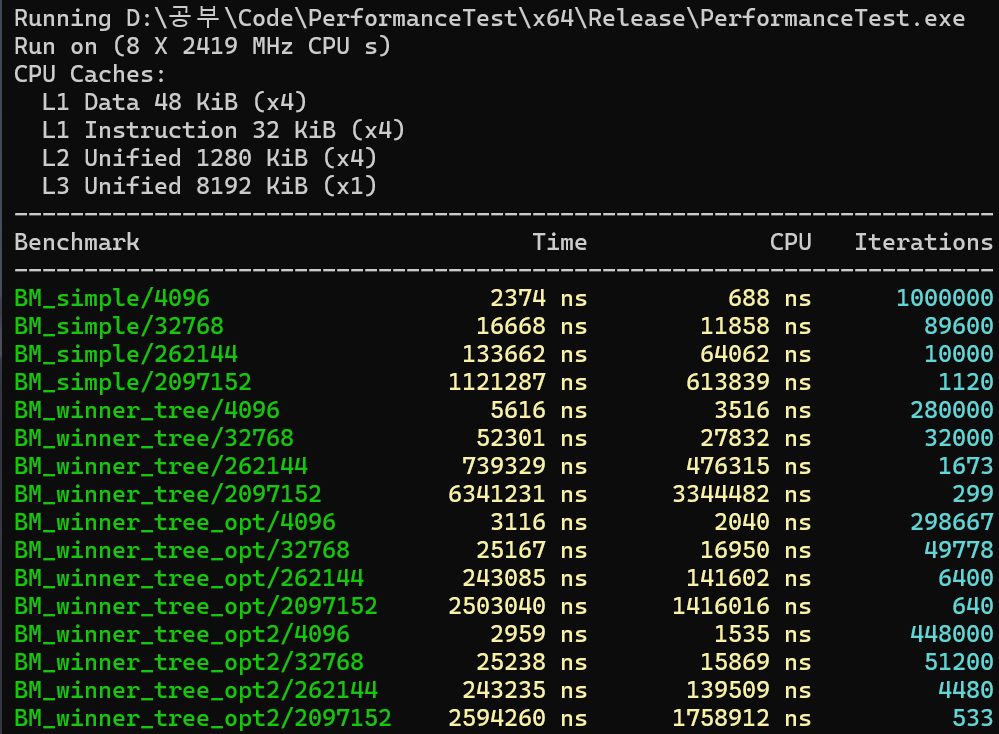 Running D:\공부\Code\PerformanceTest\x64\Release\PerformanceTest.exe
Run on (8 X 2419 MHz CPU s)
CPU Caches:
  L1 Data 48 KiB (x4)
  L1 Instruction 32 KiB (x4)
  L2 Unified 1280 KiB (x4)
  L3 Unified 8192 KiB (x1)
----------------------------------------------------------------------
Benchmark                            Time             CPU   Iterations
----------------------------------------------------------------------
BM_simple/4096                    2374 ns          688 ns      1000000
BM_simple/32768                  16668 ns        11858 ns        89600
BM_simple/262144                133662 ns        64062 ns        10000
BM_simple/2097152              1121287 ns       613839 ns         1120
BM_winner_tree/4096               5616 ns         3516 ns       280000
BM_winner_tree/32768             52301 ns        27832 ns        32000
BM_winner_tree/262144           739329 ns       476315 ns         1673
BM_winner_tree/2097152         6341231 ns      3344482 ns          299
BM_winner_tree_opt/4096           3116 ns         2040 ns       298667
BM_winner_tree_opt/32768         25167 ns        16950 ns        49778
BM_winner_tree_opt/262144       243085 ns       141602 ns         6400
BM_winner_tree_opt/2097152     2503040 ns      1416016 ns          640
BM_winner_tree_opt2/4096          2959 ns         1535 ns       448000
BM_winner_tree_opt2/32768        25238 ns        15869 ns        51200
BM_winner_tree_opt2/262144      243235 ns       139509 ns         4480
BM_winner_tree_opt2/2097152    2594260 ns      1758912 ns          533